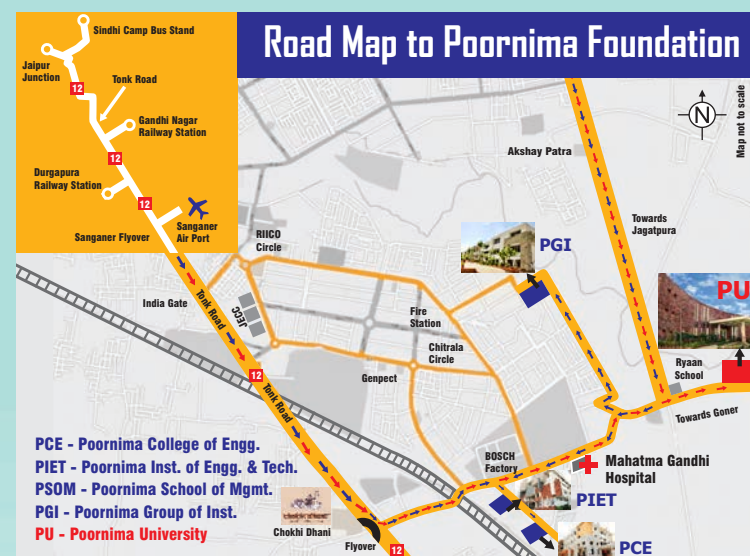 Road Map to Poornima Foundation
Sindhi Camp Bus Stand
Jaipur
Junction
12
Tonk Road
Gandhi Nagar
Railway Station
12
Durgapura
Railway Station
12
Sanganer
Air Port
Sanganer Flyover
N
Map not to scale
Akshay Patra
Towards
Jagatpura
PGI
PU
RIICO
Circle
India Gate
Tonk Road
JECC
Fire
Station
Chitrala
Circle
Genpect
12
Tonk Road
Ryaan
School
Towards Goner
BOSCH
Factory
Mahatma Gandhi
Hospital
PIET
PCE
Chokhi Dhani
Flyover
12
PCE - Poornima College of Engg.
PIET - Poornima Inst. of Engg. & Tech.
PSOM - Poornima School of Mgmt.
PGI - Poornima Group of Inst.
PU - Poornima University